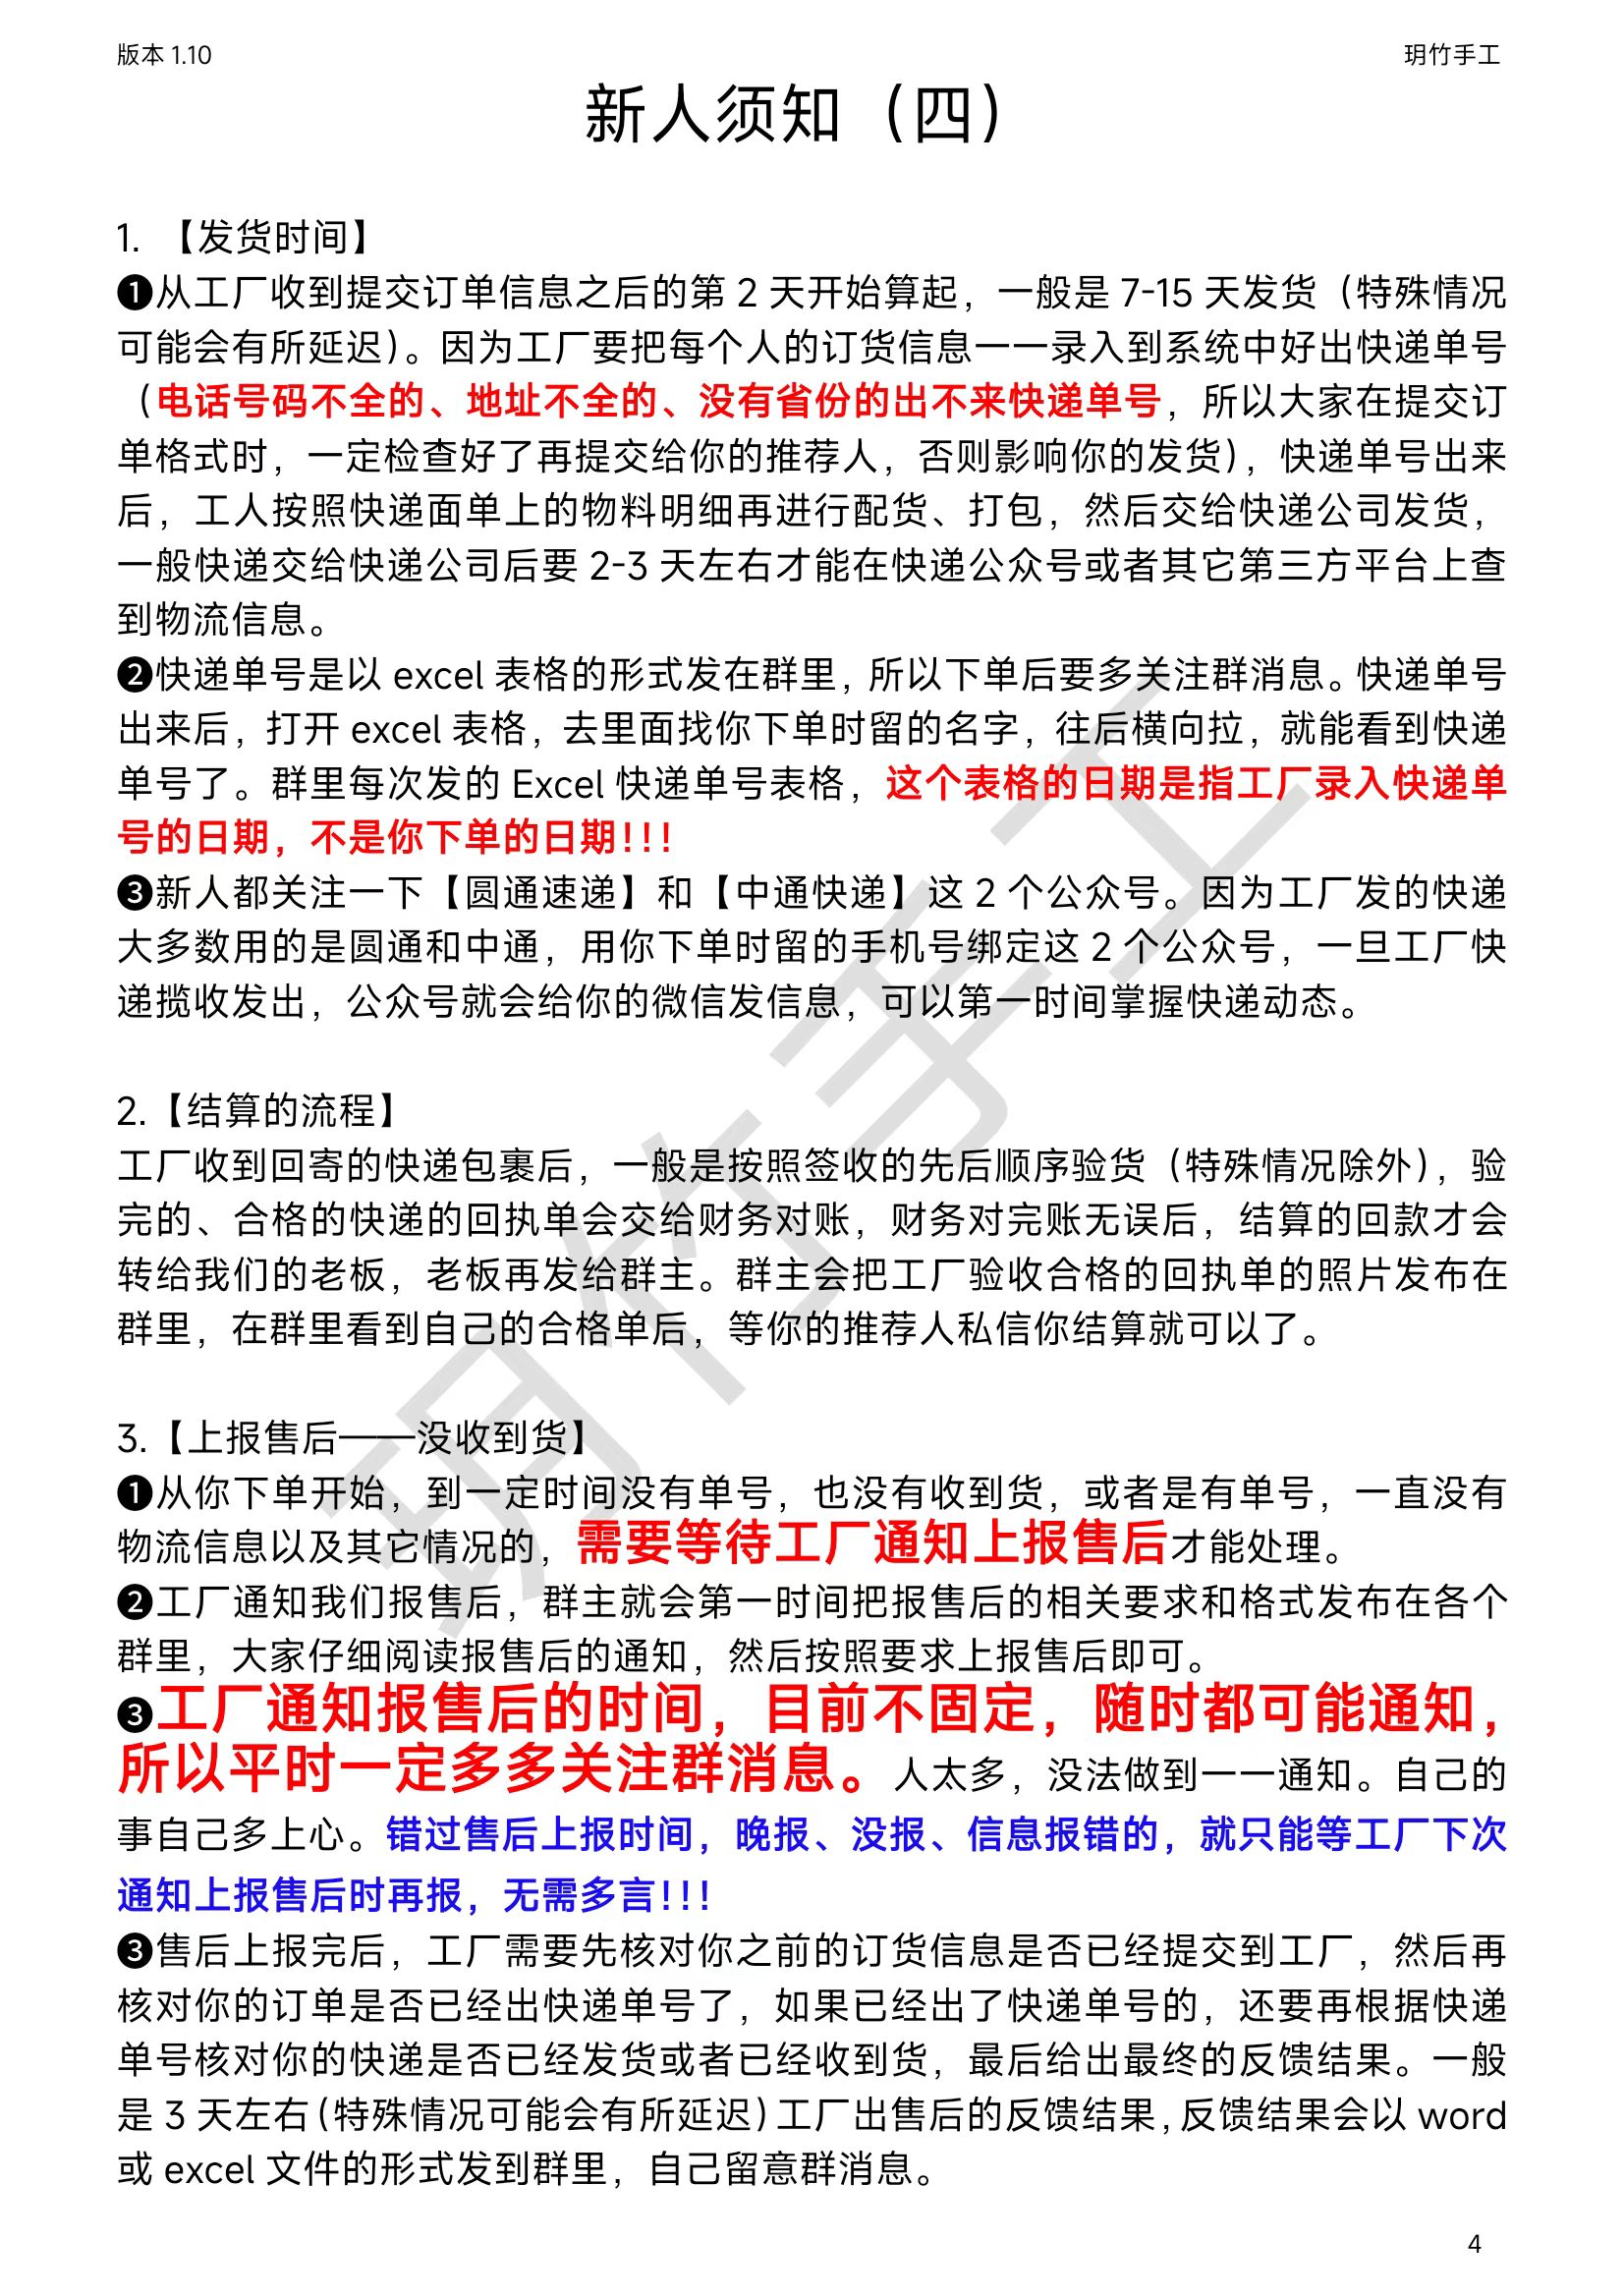 版本 1.10
玥竹手工
新人须知（四）
1. 【发货时间】
❶从工厂收到提交订单信息之后的第 2 天开始算起，一般是 7-15 天发货（特殊情况
可能会有所延迟）。因为工厂要把每个人的订货信息一一录入到系统中好出快递单号
（电话号码不全的、地址不全的、没有省份的出不来快递单号，所以大家在提交订
单格式时，一定检查好了再提交给你的推荐人，否则影响你的发货），快递单号出来
后，工人按照快递面单上的物料明细再进行配货、打包，然后交给快递公司发货，
一般快递交给快递公司后要 2-3 天左右才能在快递公众号或者其它第三方平台上查
到物流信息。
❷快递单号是以 excel 表格的形式发在群里，所以下单后要多关注群消息。快递单号
出来后，打开 excel 表格，去里面找你下单时留的名字，往后横向拉，就能看到快递
单号了。群里每次发的 Excel 快递单号表格，这个表格的日期是指工厂录入快递单
号的日期，不是你下单的日期！！！
❸新人都关注一下【圆通速递】和【中通快递】这 2 个公众号。因为工厂发的快递
大多数用的是圆通和中通，用你下单时留的手机号绑定这 2 个公众号，一旦工厂快
递揽收发出，公众号就会给你的微信发信息，可以第一时间掌握快递动态。
2.【结算的流程】
工厂收到回寄的快递包裹后，一般是按照签收的先后顺序验货（特殊情况除外），验
完的、合格的快递的回执单会交给财务对账，财务对完账无误后，结算的回款才会
转给我们的老板，老板再发给群主。群主会把工厂验收合格的回执单的照片发布在
群里，在群里看到自己的合格单后，等你的推荐人私信你结算就可以了。
3.【上报售后——没收到货】
❶从你下单开始，到一定时间没有单号，也没有收到货，或者是有单号，一直没有
物流信息以及其它情况的，需要等待工厂通知上报售后才能处理。
❷工厂通知我们报售后，群主就会第一时间把报售后的相关要求和格式发布在各个
群里，大家仔细阅读报售后的通知，然后按照要求上报售后即可。
❸工厂通知报售后的时间，目前不固定，随时都可能通知，
所以平时一定多多关注群消息。人太多，没法做到一一通知。自己的
事自己多上心。错过售后上报时间，晚报、没报、信息报错的，就只能等工厂下次
通知上报售后时再报，无需多言！！！
❸售后上报完后，工厂需要先核对你之前的订货信息是否已经提交到工厂，然后再
核对你的订单是否已经出快递单号了，如果已经出了快递单号的，还要再根据快递
单号核对你的快递是否已经发货或者已经收到货，最后给出最终的反馈结果。一般
是 3 天左右（特殊情况可能会有所延迟）工厂出售后的反馈结果，反馈结果会以 word
或 excel 文件的形式发到群里，自己留意群消息。
玥竹手工
4